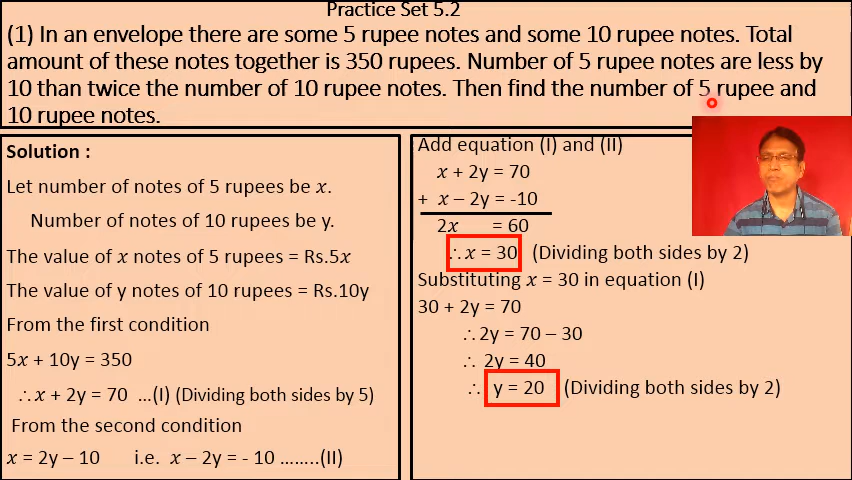 Practice Set 5.2
(1) In an envelope there are some 5 rupee notes and some 10 rupee notes. Total
amount of these notes together is 350 rupees. Number of 5 rupee notes are less by
10 than twice the number of 10 rupee notes. Then find the number of 5 rupee and
10 rupee notes.
Solution :
Let number of notes of 5 rupees be x.
Number of notes of 10 rupees be y.
The value of x notes of 5 rupees = Rs.5x
The value of y notes of 10 rupees = Rs.10y
From the first condition
5x + 10y = 350
∴ x + 2y = 70 ...(I) (Dividing both sides by 5)
From the second condition
x = 2y – 10 i.e. x – 2y = - 10 ........(II)
Add equation (I) and (II)
x + 2y = 70
+ x – 2y = -10
2x = 60
∴ x = 30 (Dividing both sides by 2)
Substituting x = 30 in equation (I)
30 + 2y = 70
∴ 2y = 70 – 30
∴ 2y = 40
∴ y = 20 (Dividing both sides by 2)